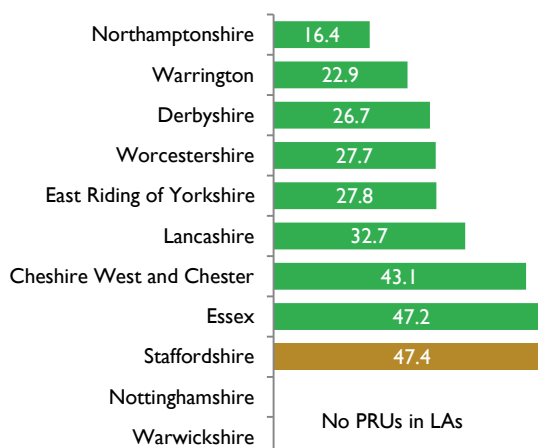 Northamptonshire 16.4
Warrington 22.9
Derbyshire 26.7
Worcestershire 27.7
East Riding of Yorkshire 27.8
Lancashire 32.7
Cheshire West and Chester 43.1
Essex 47.2
Staffordshire 47.4
Nottinghamshire
No PRUs in LAs
Warwickshire